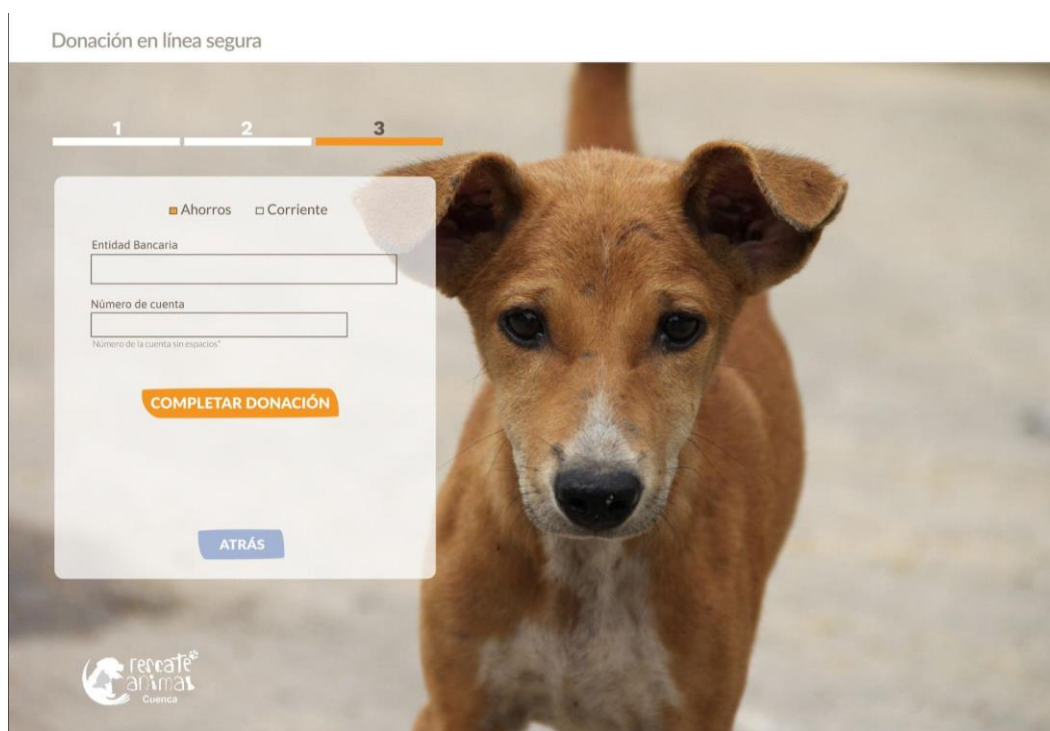 Donación en línea segura
1 2 3
Ahorros Corriente
Entidad Bancaria
Número de cuenta
Número de la cuenta sin espacios*
COMPLETAR DONACIÓN
ATRÁS
rescate
animal
Cuenca